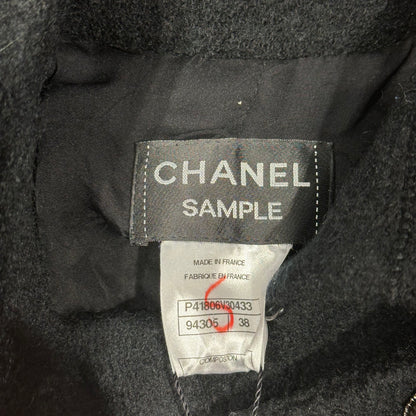 CHANEL
SAMPLE
MADE IN FRANCE
FABRIQUE EN FRANCE
P41806V30433
94305 38